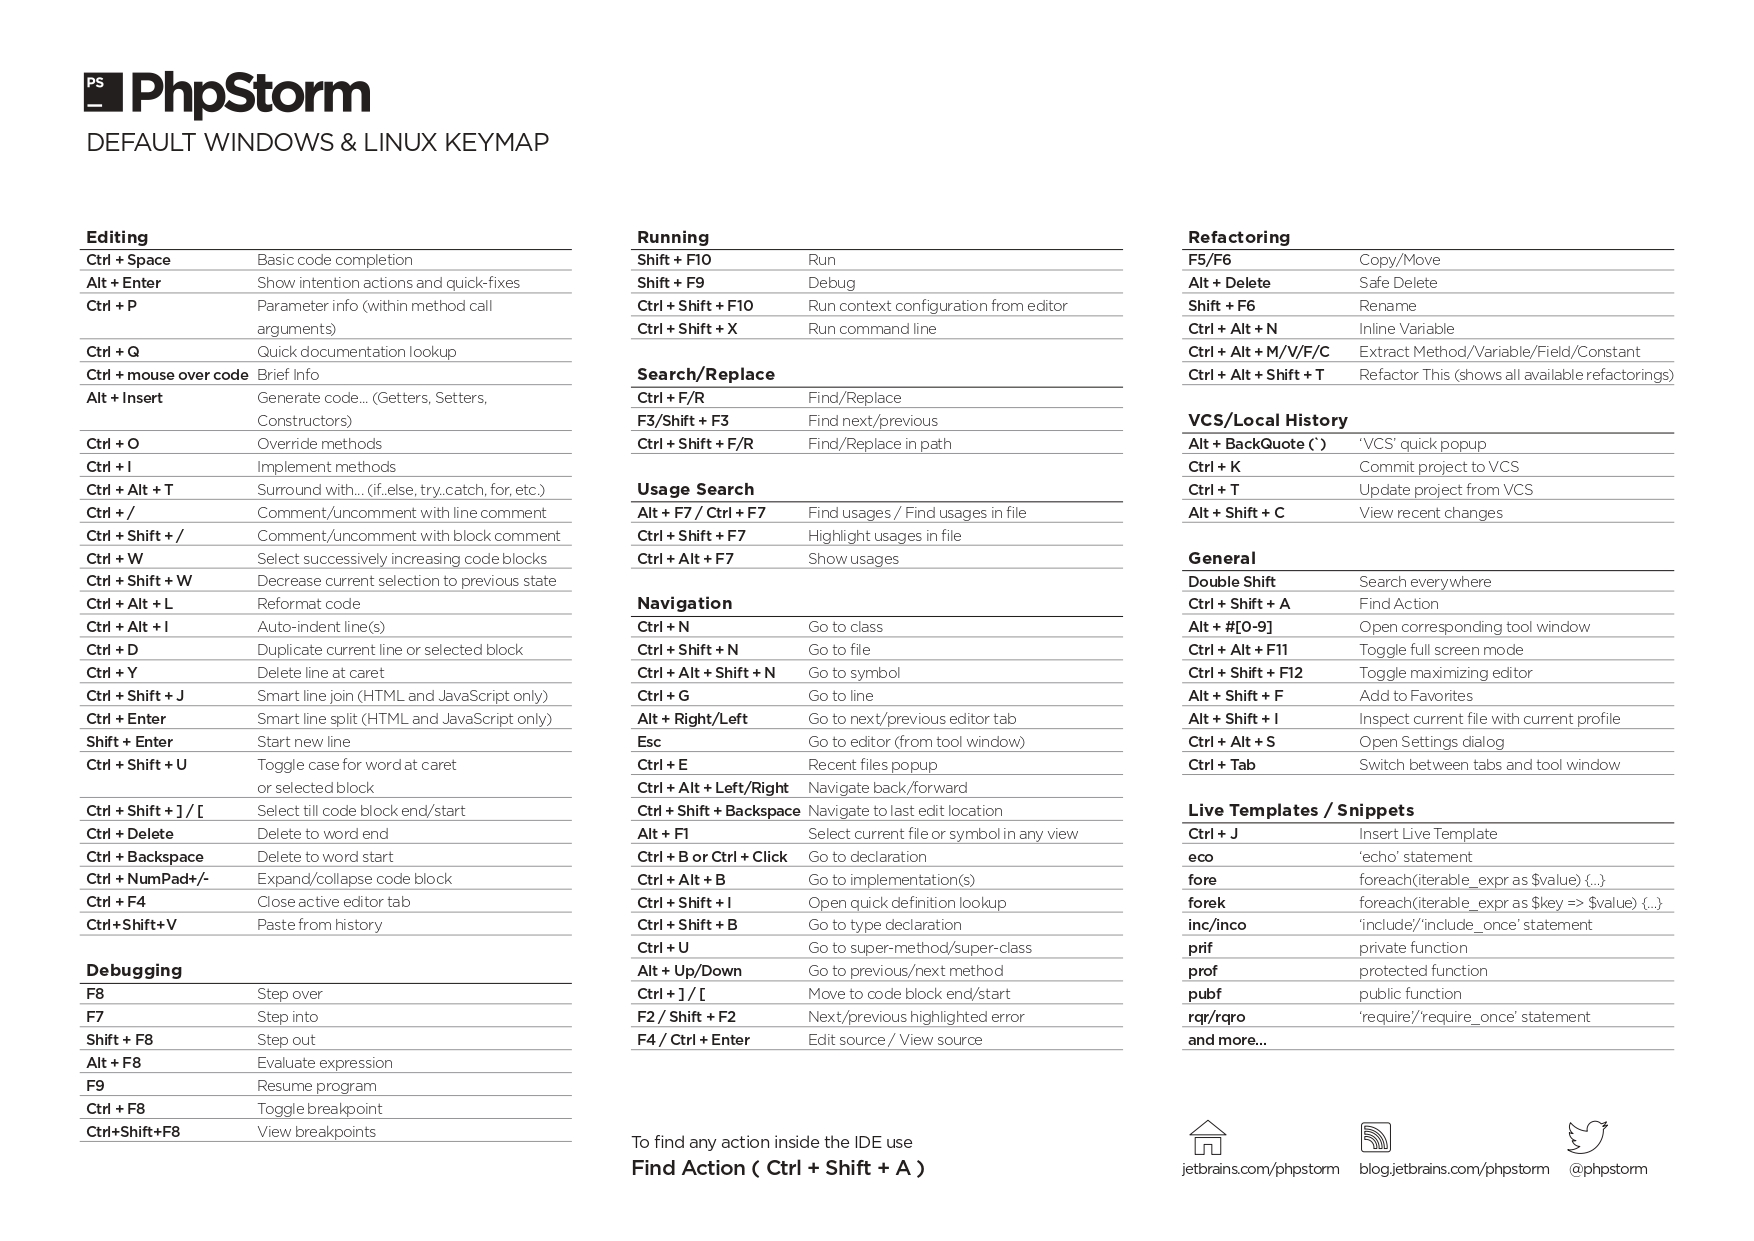 PS
PhpStorm
DEFAULT WINDOWS & LINUX KEYMAP
Editing
Ctrl + Space Basic code completion
Alt + Enter Show intention actions and quick-fixes
Ctrl + P Parameter info (within method call
arguments)
Ctrl + Q Quick documentation lookup
Ctrl + mouse over code Brief Info
Alt + Insert Generate code... (Getters, Setters,
Constructors)
Ctrl + O Override methods
Ctrl + I Implement methods
Ctrl + Alt + T Surround with... (if..else, try..catch, for, etc.)
Ctrl + / Comment/uncomment with line comment
Ctrl + Shift + / Comment/uncomment with block comment
Ctrl + W Select successively increasing code blocks
Ctrl + Shift + W Decrease current selection to previous state
Ctrl + Alt + L Reformat code
Ctrl + Alt + I Auto-indent line(s)
Ctrl + D Duplicate current line or selected block
Ctrl + Y Delete line at caret
Ctrl + Shift + J Smart line join (HTML and JavaScript only)
Ctrl + Enter Smart line split (HTML and JavaScript only)
Shift + Enter Start new line
Ctrl + Shift + U Toggle case for word at caret
or selected block
Ctrl + Shift + ] / [ Select till code block end/start
Ctrl + Delete Delete to word end
Ctrl + Backspace Delete to word start
Ctrl + NumPad+/- Expand/collapse code block
Ctrl + F4 Close active editor tab
Ctrl+Shift+V Paste from history
Debugging
F8 Step over
F7 Step into
Shift + F8 Step out
Alt + F8 Evaluate expression
F9 Resume program
Ctrl + F8 Toggle breakpoint
Ctrl+Shift+F8 View breakpoints
Running
Shift + F10 Run
Shift + F9 Debug
Ctrl + Shift + F10 Run context configuration from editor
Ctrl + Shift + X Run command line
Search/Replace
Ctrl + F/R Find/Replace
F3/Shift + F3 Find next/previous
Ctrl + Shift + F/R Find/Replace in path
Usage Search
Alt + F7 / Ctrl + F7 Find usages / Find usages in file
Ctrl + Shift + F7 Highlight usages in file
Ctrl + Alt + F7 Show usages
Navigation
Ctrl + N Go to class
Ctrl + Shift + N Go to file
Ctrl + Alt + Shift + N Go to symbol
Ctrl + G Go to line
Alt + Right/Left Go to next/previous editor tab
Esc Go to editor (from tool window)
Ctrl + E Recent files popup
Ctrl + Alt + Left/Right Navigate back/forward
Ctrl + Shift + Backspace Navigate to last edit location
Alt + F1 Select current file or symbol in any view
Ctrl + B or Ctrl + Click Go to declaration
Ctrl + Alt + B Go to implementation(s)
Ctrl + Shift + I Open quick definition lookup
Ctrl + Shift + B Go to type declaration
Ctrl + U Go to super-method/super-class
Alt + Up/Down Go to previous/next method
Ctrl + ] / [ Move to code block end/start
F2 / Shift + F2 Next/previous highlighted error
F4 / Ctrl + Enter Edit source / View source
To find any action inside the IDE use
Find Action ( Ctrl + Shift + A )
Refactoring
F5/F6 Copy/Move
Alt + Delete Safe Delete
Shift + F6 Rename
Ctrl + Alt + N Inline Variable
Ctrl + Alt + M/V/F/C Extract Method/Variable/Field/Constant
Ctrl + Alt + Shift + T Refactor This (shows all available refactorings)
VCS/Local History
Alt + BackQuote (`) ‘VCS’ quick popup
Ctrl + K Commit project to VCS
Ctrl + T Update project from VCS
Alt + Shift + C View recent changes
General
Double Shift Search everywhere
Ctrl + Shift + A Find Action
Alt + #[0-9] Open corresponding tool window
Ctrl + Alt + F11 Toggle full screen mode
Ctrl + Shift + F12 Toggle maximizing editor
Alt + Shift + F Add to Favorites
Alt + Shift + I Inspect current file with current profile
Ctrl + Alt + S Open Settings dialog
Ctrl + Tab Switch between tabs and tool window
Live Templates / Snippets
Ctrl + J Insert Live Template
eco ‘echo’ statement
fore foreach(iterable_expr as $value) {...}
forek foreach(iterable_expr as $key => $value) {...}
inc/inco ‘include’/‘include_once’ statement
prif private function
prof protected function
pubf public function
rqr/rqro ‘require’/‘require_once’ statement
and more...
jetbrains.com/phpstorm
blog.jetbrains.com/phpstorm
@phpstorm